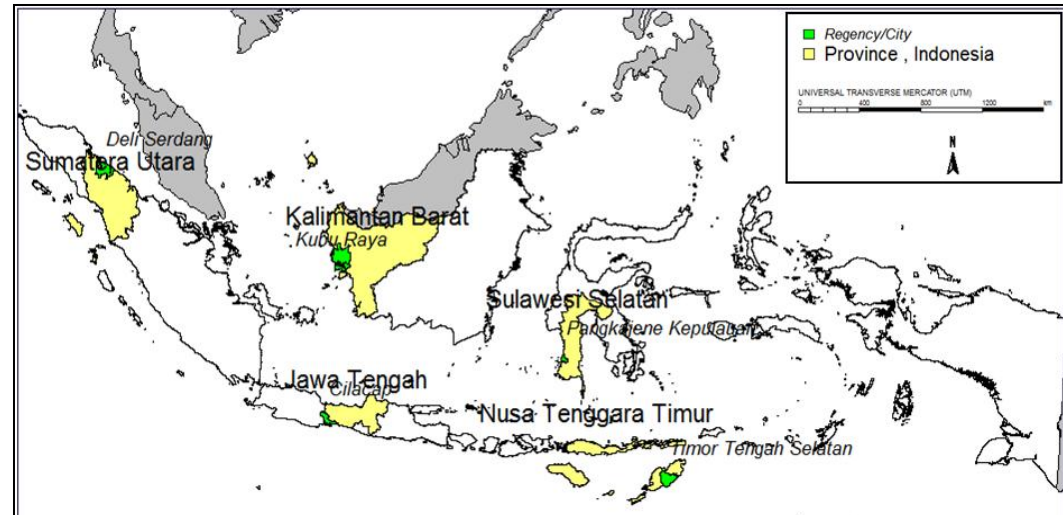 Regency/City
Province , Indonesia
UNIVERSAL TRANSVERSE MERCATOR (UTM)
0 400 800 1200 km
N
Deli Serdang
Sumatera Utara
Kalimantan Barat
Kubu Raya
Sulawesi Selatan
Pangkajene Kepulauan
Jawa Tengah
Cilacap
Nusa Tenggara Timur
Timor Tengah Selatan